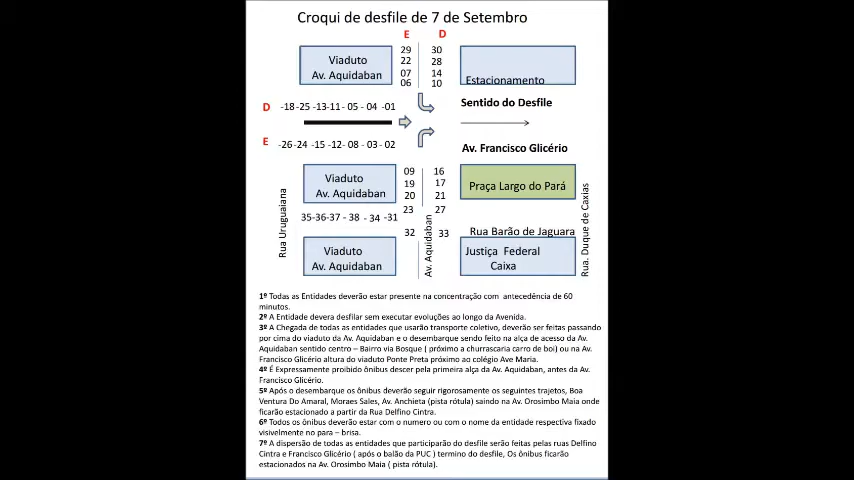 Croqui de desfile de 7 de Setembro
E D
29 30
22 28
07 14
06 10
Viaduto
Av. Aquidaban
Estacionamento
D -18-25 -13-11- 05 - 04 -01
Sentido do Desfile
E -26-24 -15-12- 08 - 03 - 02
Av. Francisco Glicério
09 16
19 17
20 21
23 27
Viaduto
Av. Aquidaban
Praça Largo do Pará
Rua Uruguaiana
35-36-37 - 38 - 34 -31
32 33
Av. Aquidaban
Rua Barão de Jaguara
Rua. Duque de Caxias
Viaduto
Av. Aquidaban
Justiça Federal
Caixa
1º Todas as Entidades deverão estar presente na concentração com antecedência de 60
minutos.
2º A Entidade devera desfilar sem executar evoluções ao longo da Avenida.
3º A Chegada de todas as entidades que usarão transporte coletivo, deverão ser feitas passando
por cima do viaduto da Av. Aquidaban e o desembarque sendo feito na alça de acesso da Av.
Aquidaban sentido centro – Bairro via Bosque ( próximo a churrascaria carro de boi) ou na Av.
Francisco Glicério altura do viaduto Ponte Preta próximo ao colégio Ave Maria.
4º É Expressamente proibido ônibus descer pela primeira alça da Av. Aquidaban, antes da Av.
Francisco Glicério.
5º Após o desembarque os ônibus deverão seguir rigorosamente os seguintes trajetos, Boa
Ventura Do Amaral, Moraes Sales, Av. Anchieta (pista rótula) saindo na Av. Orosimbo Maia onde
ficarão estacionado a partir da Rua Delfino Cintra.
6º Todos os ônibus deverão estar com o numero ou com o nome da entidade respectiva fixado
visivelmente no para – brisa.
7º A dispersão de todas as entidades que participarão do desfile serão feitas pelas ruas Delfino
Cintra e Francisco Glicério ( após o balão da PUC ) termino do desfile, Os ônibus ficarão
estacionados na Av. Orosimbo Maia ( pista rótula).